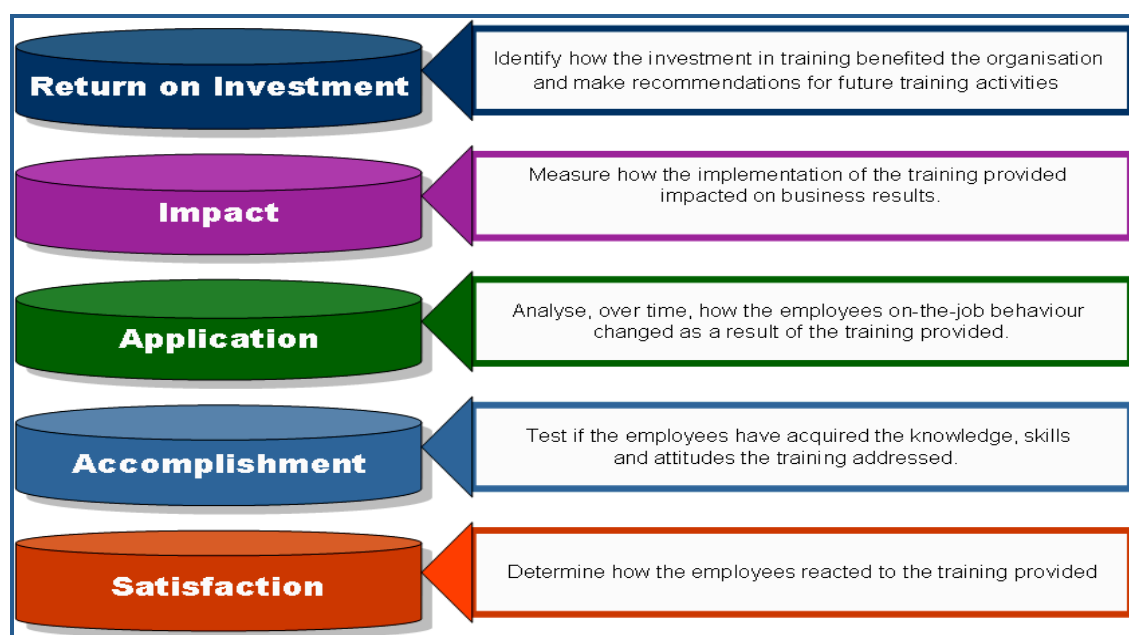 Return on Investment
Identify how the investment in training benefited the organisation
and make recommendations for future training activities
Impact
Measure how the implementation of the training provided
impacted on business results.
Application
Analyse, over time, how the employees on-the-job behaviour
changed as a result of the training provided.
Accomplishment
Test if the employees have acquired the knowledge, skills
and attitudes the training addressed.
Satisfaction
Determine how the employees reacted to the training provided